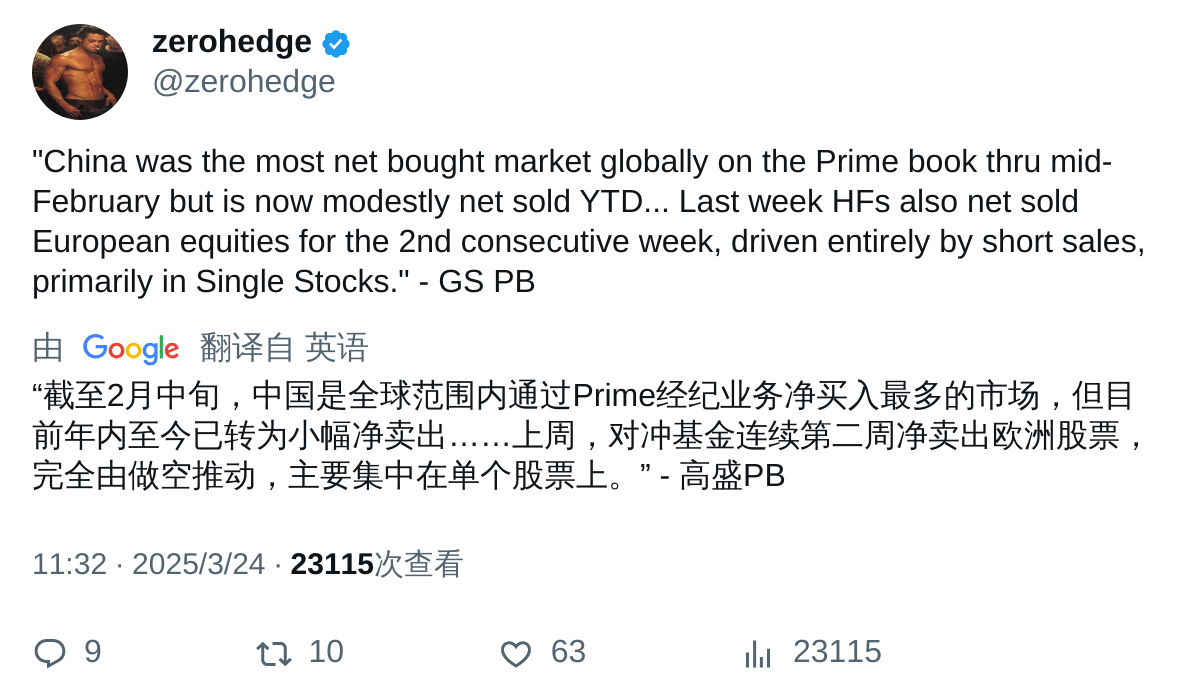 zerohedge
@zerohedge
"China was the most net bought market globally on the Prime book thru mid-
February but is now modestly net sold YTD... Last week HFs also net sold
European equities for the 2nd consecutive week, driven entirely by short sales,
primarily in Single Stocks." - GS PB
由 Google 翻译自 英语
“截至2月中旬，中国是全球范围内通过Prime经纪业务净买入最多的市场，但目
前年内至今已转为小幅净卖出……上周，对冲基金连续第二周净卖出欧洲股票，
完全由做空推动，主要集中在单个股票上。” - 高盛PB
11:32 · 2025/3/24 · 23115次查看
9 10 63 23115